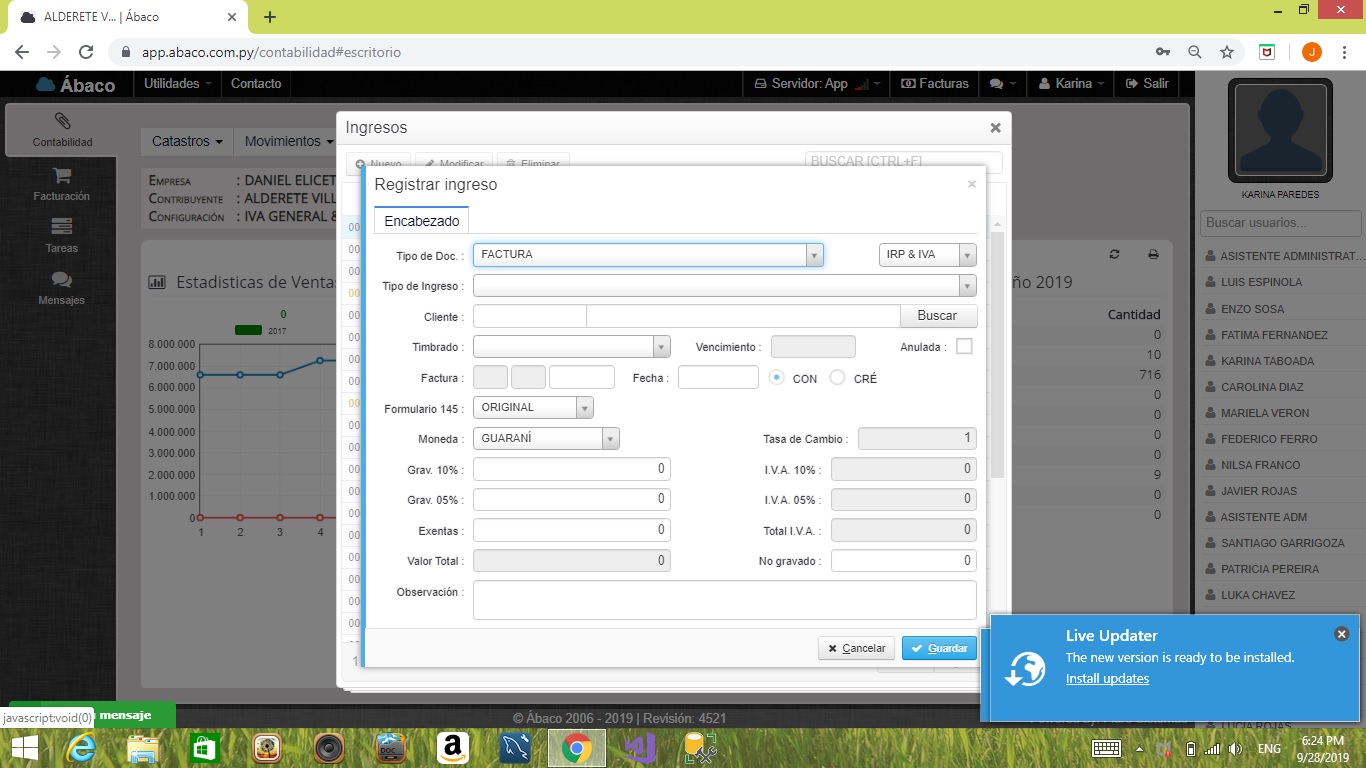 ALDERETE V... | Ábaco
app.abaco.com.py/contabilidad#escritorio
J
Ábaco Utilidades Contacto Servidor: App Facturas Karina Salir
Contabilidad
Facturación
Tareas
Mensajes
Catastros Movimientos
EMPRESA : DANIEL ELICET
CONTRIBUYENTE : ALDERETE VILL
CONFIGURACIÓN : IVA GENERAL &
Estadisticas de Ventas
0
2017
8.000.000
7.000.000
6.000.000
5.000.000
4.000.000
3.000.000
2.000.000
1.000.000
0
1 2 3 4
Ingresos
Nuevo Modificar Eliminar BUSCAR [CTRL+F]
Registrar ingreso
Encabezado
Tipo de Doc. : FACTURA IRP & IVA
Tipo de Ingreso :
Cliente : Buscar
Timbrado : Vencimiento : Anulada :
Factura : Fecha : CON CRÉ
Formulario 145 : ORIGINAL
Moneda : GUARANÍ Tasa de Cambio : 1
Grav. 10% : 0 I.V.A. 10% : 0
Grav. 05% : 0 I.V.A. 05% : 0
Exentas : 0 Total I.V.A. : 0
Valor Total : 0 No gravado : 0
Observación :
Cancelar Guardar
ño 2019
Cantidad
0
10
716
0
0
0
0
9
0
0
KARINA PAREDES
Buscar usuarios...
ASISTENTE ADMINISTRAT...
LUIS ESPINOLA
ENZO SOSA
FATIMA FERNANDEZ
KARINA TABOADA
CAROLINA DIAZ
MARIELA VERON
FEDERICO FERRO
NILSA FRANCO
JAVIER ROJAS
ASISTENTE ADM
SANTIAGO GARRIGOZA
PATRICIA PEREIRA
LUKA CHAVEZ
Live Updater
The new version is ready to be installed.
Install updates
javascript:void(0) mensaje
© Ábaco 2006 - 2019 | Revisión: 4521
DOC
a
ENG
6:24 PM
9/28/2019